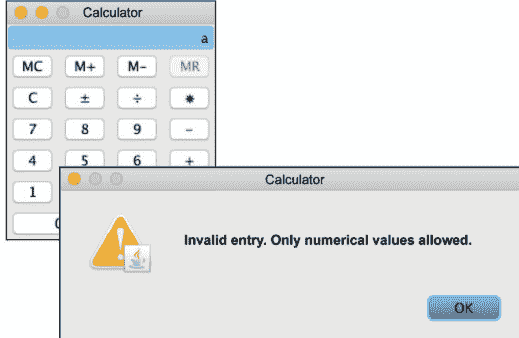 Calculator
a
MC M+ M- MR
C ± ÷ *
7 8 9 -
4 5 6 +
1
Calculator
Invalid entry. Only numerical values allowed.
OK